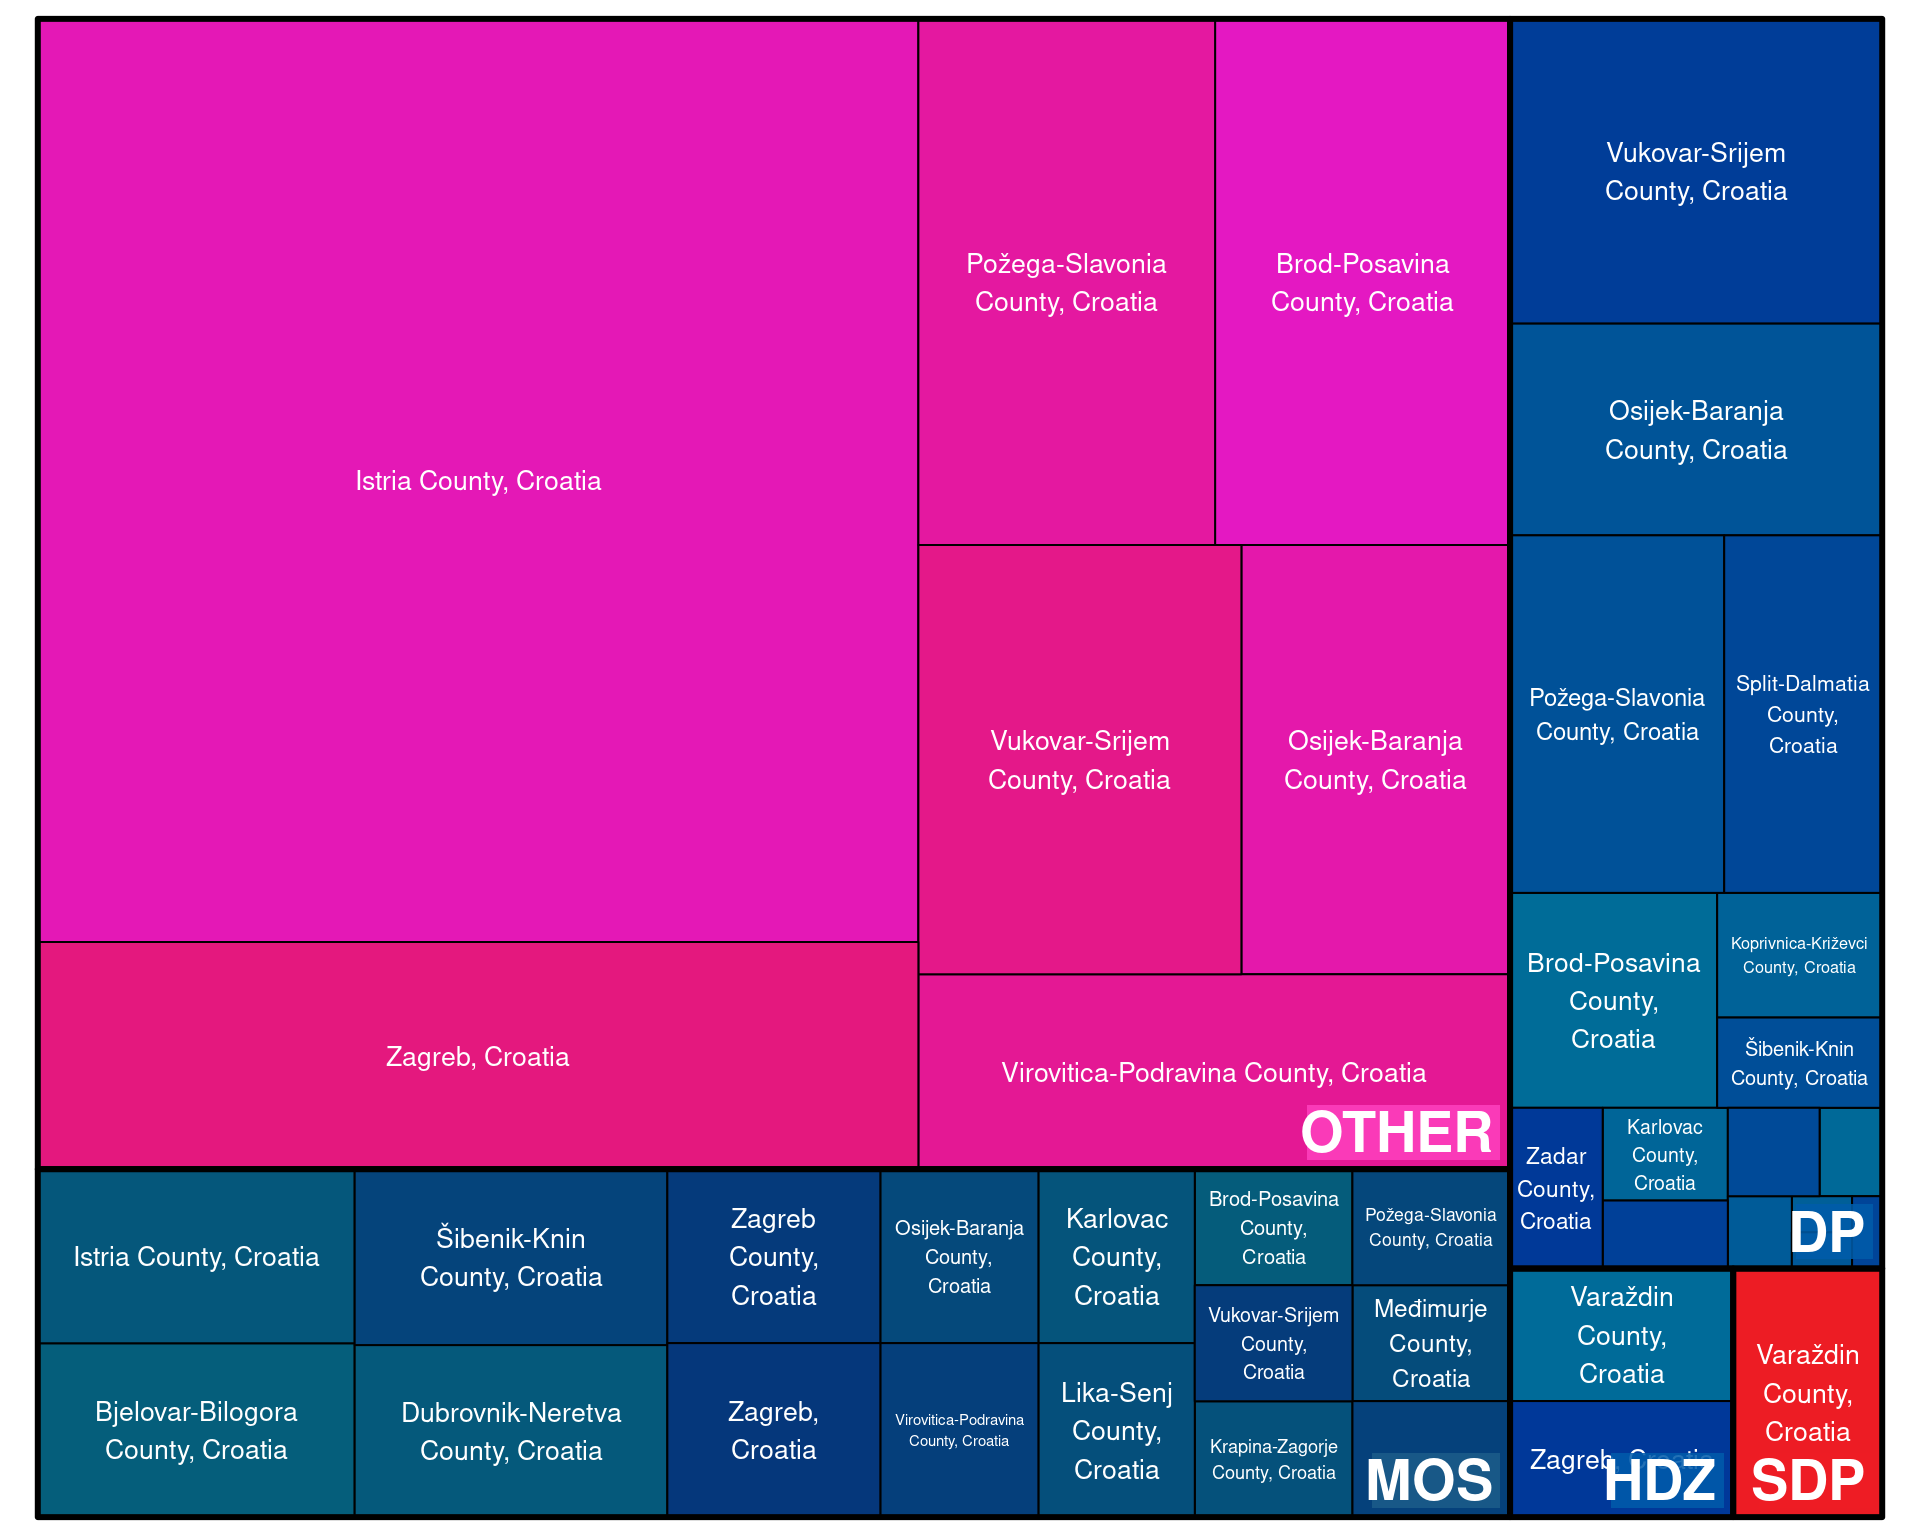 Istria County, Croatia
Zagreb, Croatia
Požega-Slavonia
County, Croatia
Brod-Posavina
County, Croatia
Vukovar-Srijem
County, Croatia
Osijek-Baranja
County, Croatia
Virovitica-Podravina County, Croatia
OTHER
Istria County, Croatia
Bjelovar-Bilogora
County, Croatia
Šibenik-Knin
County, Croatia
Dubrovnik-Neretva
County, Croatia
Zagreb
County,
Croatia
Zagreb,
Croatia
Osijek-Baranja
County,
Croatia
Virovitica-Podravina
County, Croatia
Karlovac
County,
Croatia
Lika-Senj
County,
Croatia
Brod-Posavina
County,
Croatia
Požega-Slavonia
County, Croatia
Vukovar-Srijem
County,
Croatia
Međimurje
County,
Croatia
Krapina-Zagorje
County, Croatia
MOS
Vukovar-Srijem
County, Croatia
Osijek-Baranja
County, Croatia
Požega-Slavonia
County, Croatia
Split-Dalmatia
County,
Croatia
Brod-Posavina
County,
Croatia
Koprivnica-Križevci
County, Croatia
Šibenik-Knin
County, Croatia
Zadar
County,
Croatia
Karlovac
County,
Croatia
DP
Varaždin
County,
Croatia
Zagreb, Croatia
HDZ
Varaždin
County,
Croatia
SDP